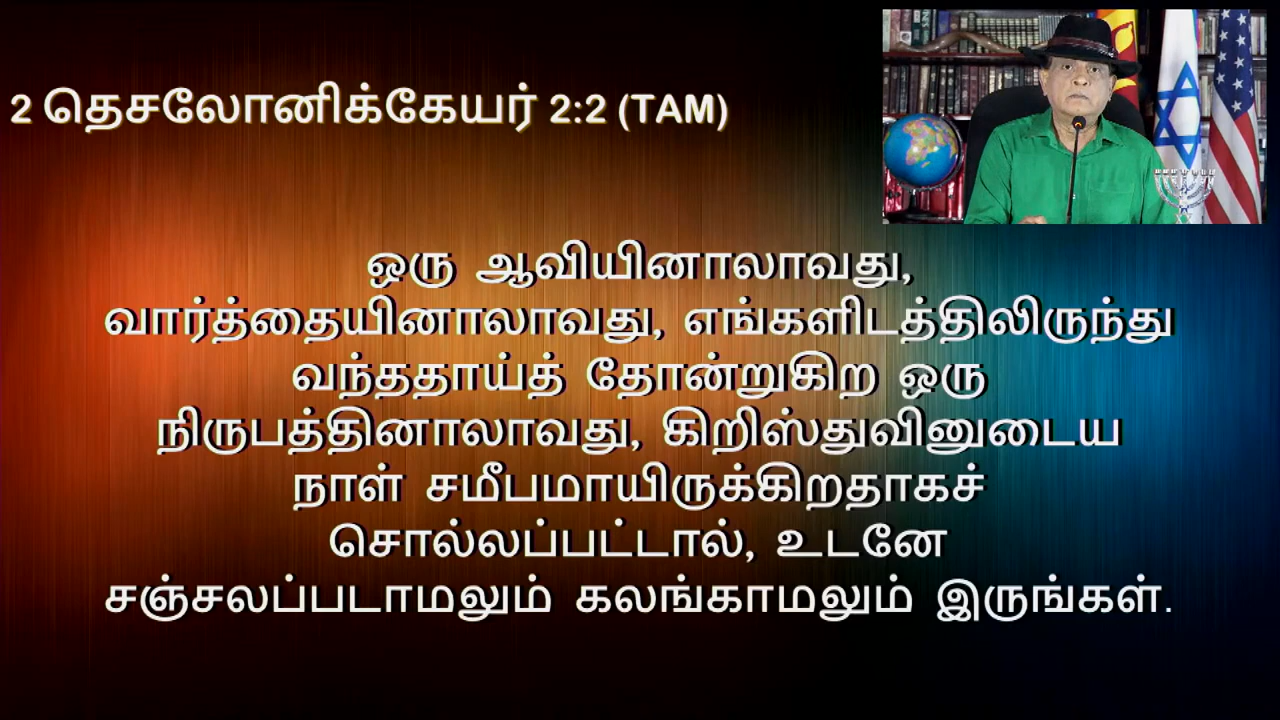 2 தெசலோனிக்கேயர் 2:2 (TAM)
ஒரு ஆவியினாலாவது,
வார்த்தையினாலாவது, எங்களிடத்திலிருந்து
வந்ததாய்த் தோன்றுகிற ஒரு
நிருபத்தினாலாவது, கிறிஸ்துவினுடைய
நாள் சமீபமாயிருக்கிறதாகச்
சொல்லப்பட்டால், உடனே
சஞ்சலப்படாமலும் கலங்காமலும் இருங்கள்.